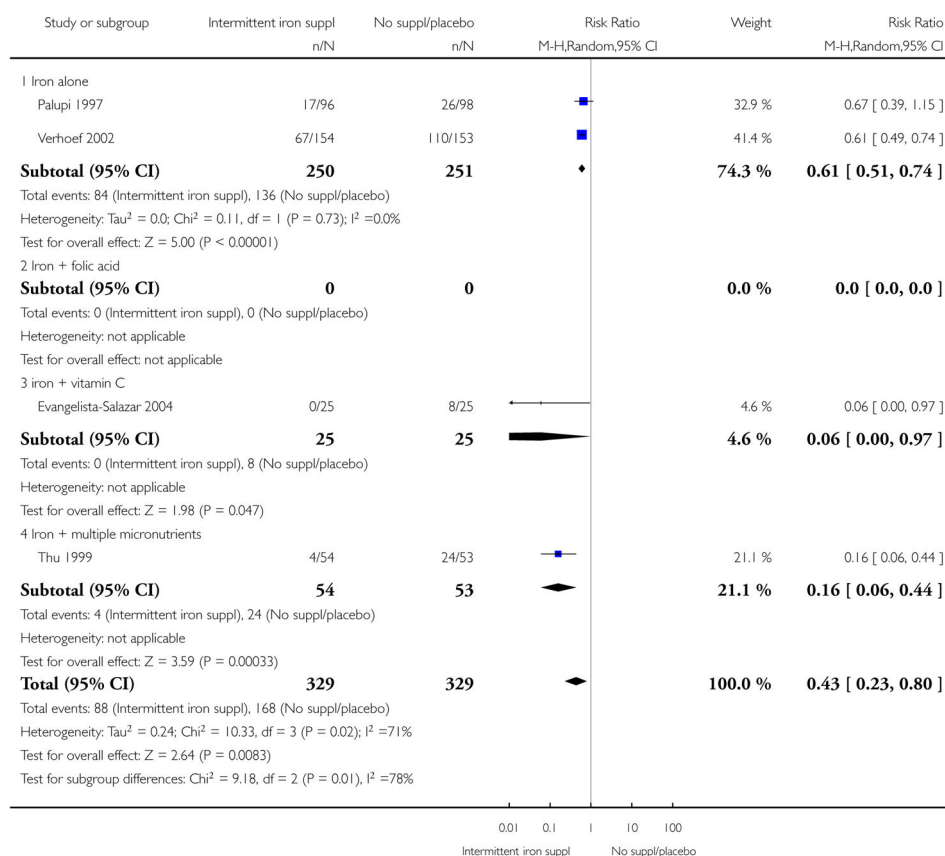 Study or subgroup Intermittent iron suppl No suppl/placebo Risk Ratio Weight Risk Ratio
n/N n/N M-H,Random,95% CI M-H,Random,95% CI
1 Iron alone
Palupi 1997 17/96 26/98 32.9 % 0.67 [ 0.39, 1.15 ]
Verhoef 2002 67/154 110/153 41.4 % 0.61 [ 0.49, 0.74 ]
Subtotal (95% CI) 250 251 74.3 % 0.61 [ 0.51, 0.74 ]
Total events: 84 (Intermittent iron suppl), 136 (No suppl/placebo)
Heterogeneity: Tau² = 0.0; Chi² = 0.11, df = 1 (P = 0.73); I² =0.0%
Test for overall effect: Z = 5.00 (P < 0.00001)
2 Iron + folic acid
Subtotal (95% CI) 0 0 0.0 % 0.0 [ 0.0, 0.0 ]
Total events: 0 (Intermittent iron suppl), 0 (No suppl/placebo)
Heterogeneity: not applicable
Test for overall effect: not applicable
3 iron + vitamin C
Evangelista-Salazar 2004 0/25 8/25 4.6 % 0.06 [ 0.00, 0.97 ]
Subtotal (95% CI) 25 25 4.6 % 0.06 [ 0.00, 0.97 ]
Total events: 0 (Intermittent iron suppl), 8 (No suppl/placebo)
Heterogeneity: not applicable
Test for overall effect: Z = 1.98 (P = 0.047)
4 Iron + multiple micronutrients
Thu 1999 4/54 24/53 21.1 % 0.16 [ 0.06, 0.44 ]
Subtotal (95% CI) 54 53 21.1 % 0.16 [ 0.06, 0.44 ]
Total events: 4 (Intermittent iron suppl), 24 (No suppl/placebo)
Heterogeneity: not applicable
Test for overall effect: Z = 3.59 (P = 0.00033)
Total (95% CI) 329 329 100.0 % 0.43 [ 0.23, 0.80 ]
Total events: 88 (Intermittent iron suppl), 168 (No suppl/placebo)
Heterogeneity: Tau² = 0.24; Chi² = 10.33, df = 3 (P = 0.02); I² =71%
Test for overall effect: Z = 2.64 (P = 0.0083)
Test for subgroup differences: Chi² = 9.18, df = 2 (P = 0.01), I² =78%
0.01 0.1 1 10 100
Intermittent iron suppl No suppl/placebo